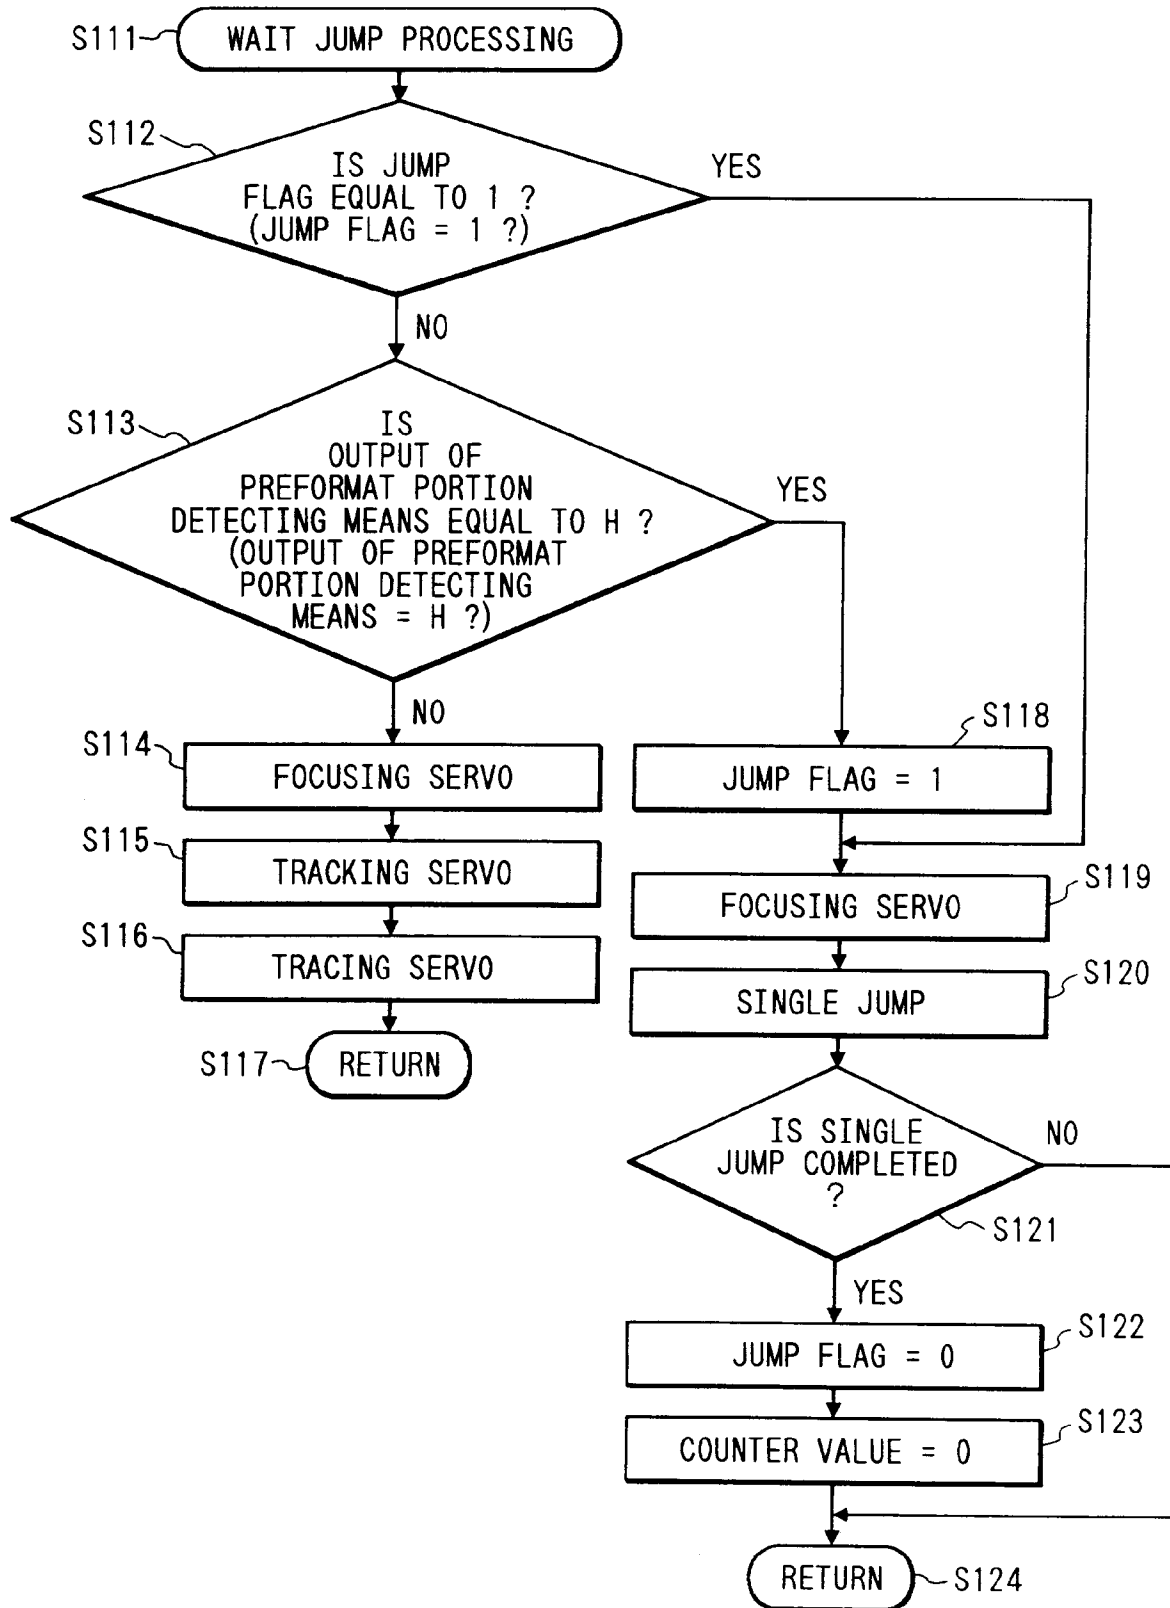 S111
WAIT JUMP PROCESSING
S112
IS JUMP
FLAG EQUAL TO 1 ?
(JUMP FLAG = 1 ?)
YES
NO
S113
IS
OUTPUT OF
PREFORMAT PORTION
DETECTING MEANS EQUAL TO H ?
(OUTPUT OF PREFORMAT
PORTION DETECTING
MEANS = H ?)
YES
NO
S114
FOCUSING SERVO
S115
TRACKING SERVO
S116
TRACING SERVO
S117
RETURN
S118
JUMP FLAG = 1
S119
FOCUSING SERVO
S120
SINGLE JUMP
IS SINGLE
JUMP COMPLETED
?
NO
S121
YES
S122
JUMP FLAG = 0
S123
COUNTER VALUE = 0
RETURN
S124